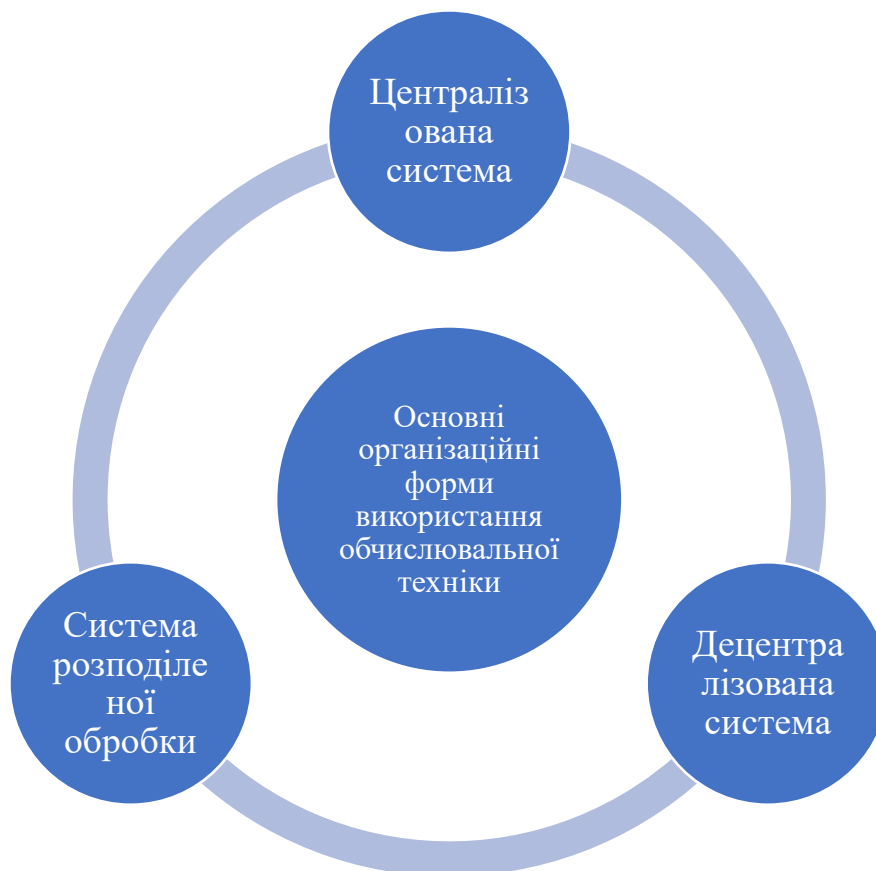 Централіз
ована
система
Основні
організаційні
форми
використання
обчислювальної
техніки
Система
розподіле
ної
обробки
Децентра
лізована
система